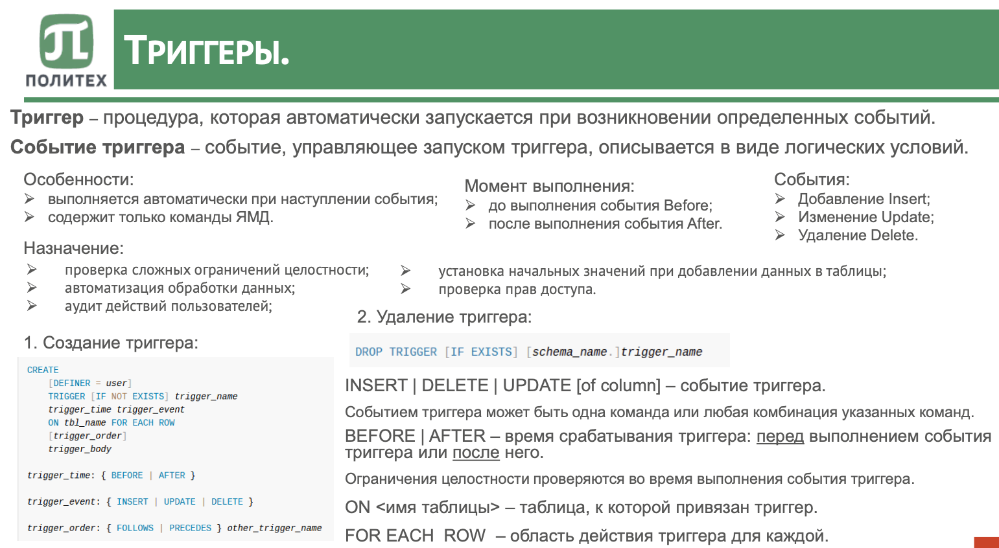 ПОЛИТЕХ
Триггеры.
Триггер – процедура, которая автоматически запускается при возникновении определенных событий.
Событие триггера – событие, управляющее запуском триггера, описывается в виде логических условий.
Особенности:
➢ выполняется автоматически при наступлении события;
➢ содержит только команды ЯМД.
Момент выполнения:
➢ до выполнения события Before;
➢ после выполнения события After.
События:
➢ Добавление Insert;
➢ Изменение Update;
➢ Удаление Delete.
Назначение:
➢ проверка сложных ограничений целостности;
➢ автоматизация обработки данных;
➢ аудит действий пользователей;
➢ установка начальных значений при добавлении данных в таблицы;
➢ проверка прав доступа.
1. Создание триггера:
CREATE
[DEFINER = user]
TRIGGER [IF NOT EXISTS] trigger_name
trigger_time trigger_event
ON tbl_name FOR EACH ROW
[trigger_order]
trigger_body
trigger_time: { BEFORE | AFTER }
trigger_event: { INSERT | UPDATE | DELETE }
trigger_order: { FOLLOWS | PRECEDES } other_trigger_name
2. Удаление триггера:
DROP TRIGGER [IF EXISTS] [schema_name.]trigger_name
INSERT | DELETE | UPDATE [of column] – событие триггера.
Событием триггера может быть одна команда или любая комбинация указанных команд.
BEFORE | AFTER – время срабатывания триггера: перед выполнением события
триггера или после него.
Ограничения целостности проверяются во время выполнения события триггера.
ON <имя таблицы> – таблица, к которой привязан триггер.
FOR EACH ROW – область действия триггера для каждой.